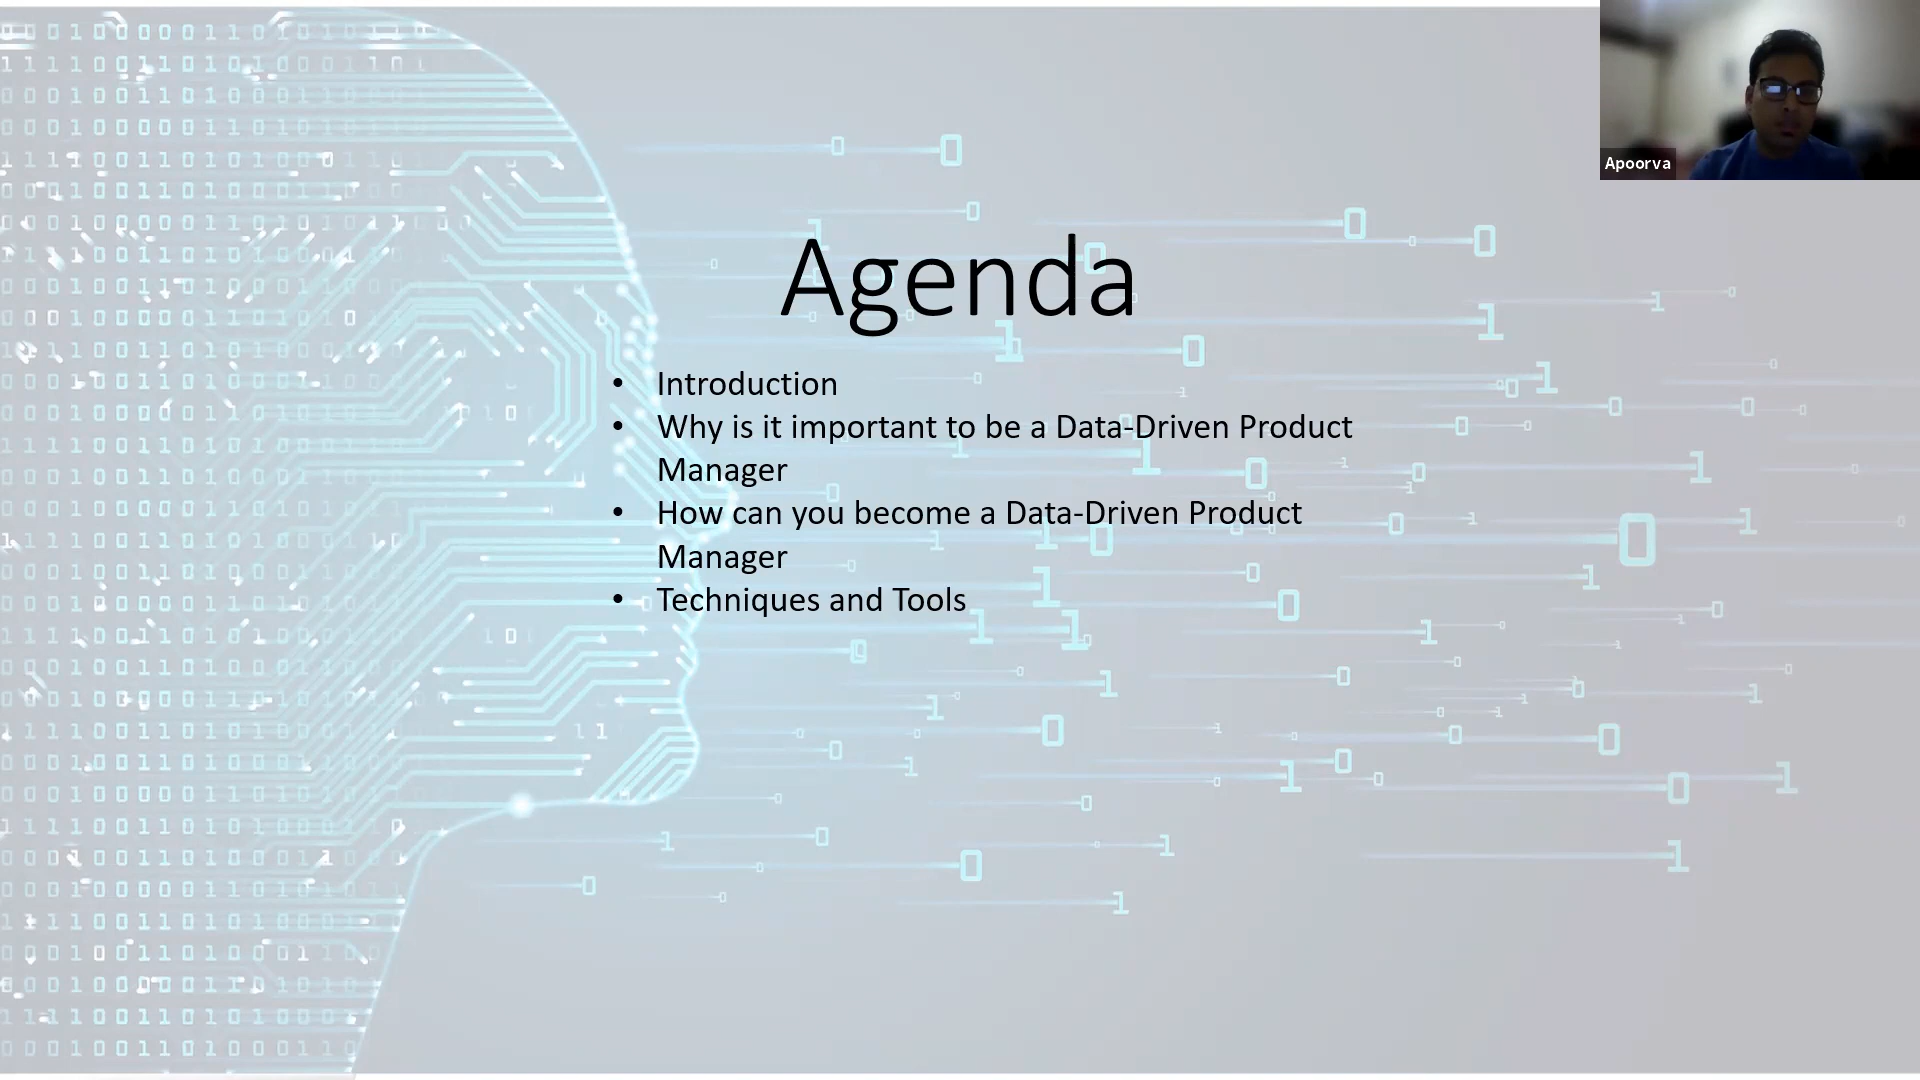 Apoorva
Agenda
• Introduction
• Why is it important to be a Data-Driven Product
Manager
• How can you become a Data-Driven Product
Manager
• Techniques and Tools